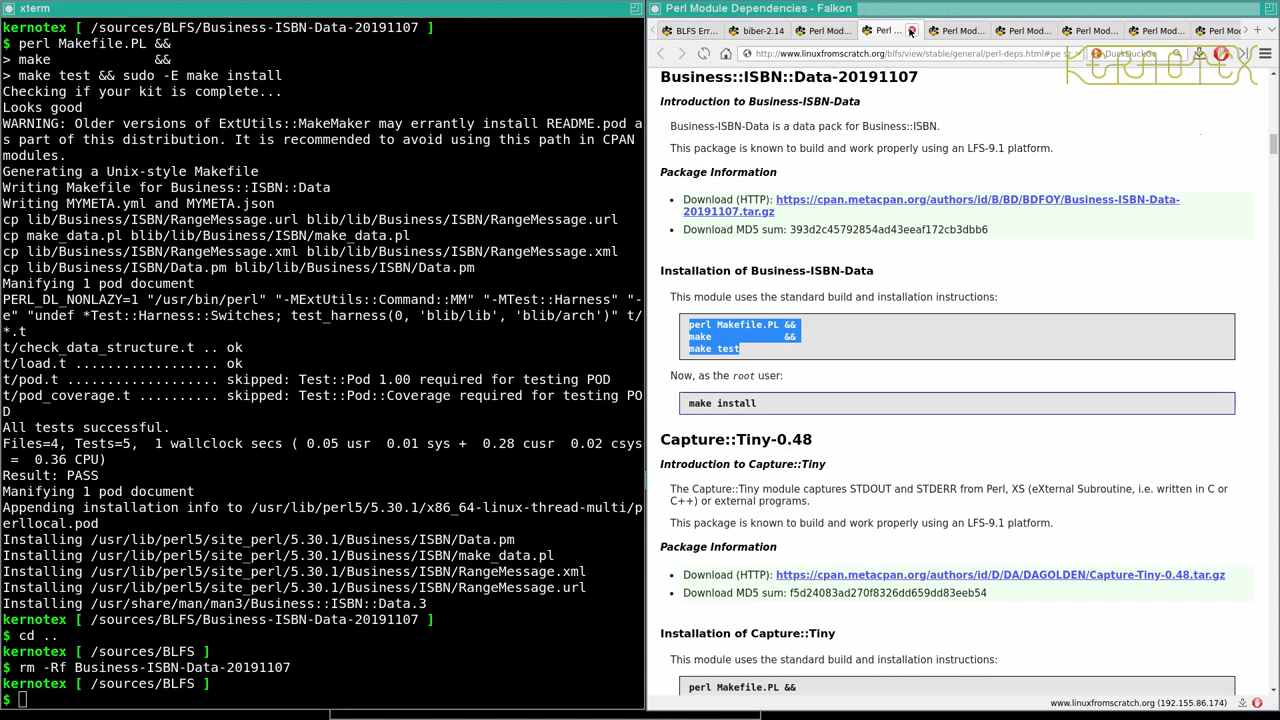 xterm
kernotex [ /sources/BLFS/Business-ISBN-Data-20191107 ]
$ perl Makefile.PL &&
> make             &&
> make test && sudo -E make install
Checking if your kit is complete...
Looks good
WARNING: Older versions of ExtUtils::MakeMaker may errantly install README.pod a
s part of this distribution. It is recommended to avoid using this path in CPAN
modules.
Generating a Unix-style Makefile
Writing Makefile for Business::ISBN::Data
Writing MYMETA.yml and MYMETA.json
cp lib/Business/ISBN/RangeMessage.url blib/lib/Business/ISBN/RangeMessage.url
cp make_data.pl blib/lib/Business/ISBN/make_data.pl
cp lib/Business/ISBN/RangeMessage.xml blib/lib/Business/ISBN/RangeMessage.xml
cp lib/Business/ISBN/Data.pm blib/lib/Business/ISBN/Data.pm
Manifying 1 pod document
PERL_DL_NONLAZY=1 "/usr/bin/perl" "-MExtUtils::Command::MM" "-MTest::Harness" "-
e" "undef *Test::Harness::Switches; test_harness(0, 'blib/lib', 'blib/arch')" t/
*.t
t/check_data_structure.t .. ok
t/load.t .................. ok
t/pod.t ................... skipped: Test::Pod 1.00 required for testing POD
t/pod_coverage.t .......... skipped: Test::Pod::Coverage required for testing PO
D
All tests successful.
Files=4, Tests=5,  1 wallclock secs ( 0.05 usr  0.01 sys +  0.28 cusr  0.02 csys
 =  0.36 CPU)
Result: PASS
Manifying 1 pod document
Appending installation info to /usr/lib/perl5/5.30.1/x86_64-linux-thread-multi/p
erllocal.pod
Installing /usr/lib/perl5/site_perl/5.30.1/Business/ISBN/Data.pm
Installing /usr/lib/perl5/site_perl/5.30.1/Business/ISBN/make_data.pl
Installing /usr/lib/perl5/site_perl/5.30.1/Business/ISBN/RangeMessage.xml
Installing /usr/lib/perl5/site_perl/5.30.1/Business/ISBN/RangeMessage.url
Installing /usr/share/man/man3/Business::ISBN::Data.3
kernotex [ /sources/BLFS/Business-ISBN-Data-20191107 ]
$ cd ..
kernotex [ /sources/BLFS ]
$ rm -Rf Business-ISBN-Data-20191107
kernotex [ /sources/BLFS ]
$
Perl Module Dependencies - Falkon
BLFS Err... biber-2.14 Perl Mod... Perl ... Perl Mod... Perl Mod... Perl Mod... Perl Mod... Perl Mo
http://www.linuxfromscratch.org/blfs/view/stable/general/perl-deps.html#pe DuckDuckGo
KERNOTEX
Business::ISBN::Data-20191107
Introduction to Business-ISBN-Data
Business-ISBN-Data is a data pack for Business::ISBN.
This package is known to build and work properly using an LFS-9.1 platform.
Package Information
• Download (HTTP): https://cpan.metacpan.org/authors/id/B/BD/BDFOY/Business-ISBN-Data-
20191107.tar.gz
• Download MD5 sum: 393d2c45792854ad43eeaf172cb3dbb6
Installation of Business-ISBN-Data
This module uses the standard build and installation instructions:
perl Makefile.PL &&
make             &&
make test
Now, as the root user:
make install
Capture::Tiny-0.48
Introduction to Capture::Tiny
The Capture::Tiny module captures STDOUT and STDERR from Perl, XS (eXternal Subroutine, i.e. written in C or
C++) or external programs.
This package is known to build and work properly using an LFS-9.1 platform.
Package Information
• Download (HTTP): https://cpan.metacpan.org/authors/id/D/DA/DAGOLDEN/Capture-Tiny-0.48.tar.gz
• Download MD5 sum: f5d24083ad270f8326dd659dd83eeb54
Installation of Capture::Tiny
This module uses the standard build and installation instructions:
perl Makefile.PL &&
www.linuxfromscratch.org (192.155.86.174)